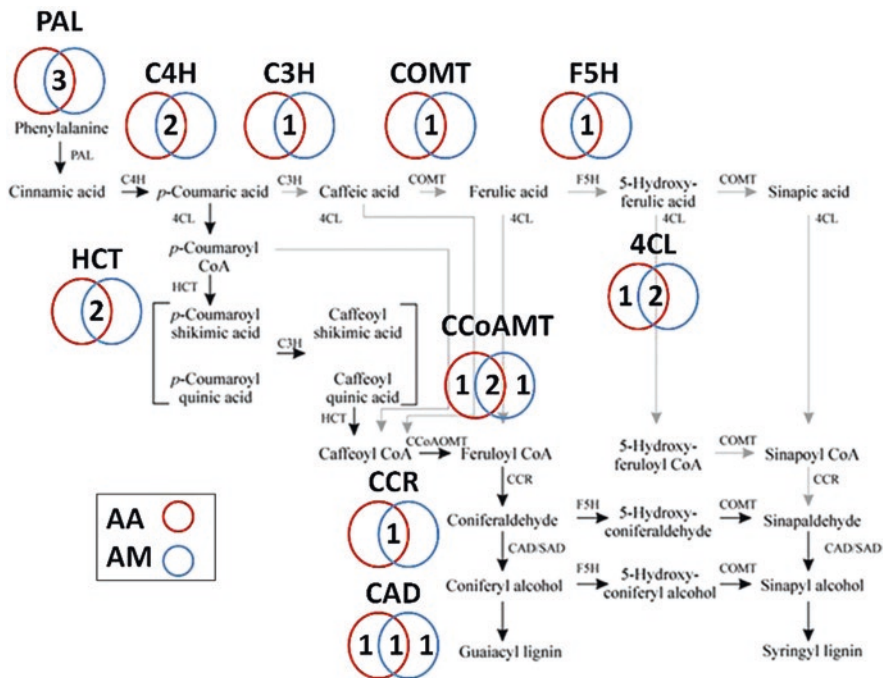 PAL
3
C4H
2
C3H
1
COMT
1
F5H
1
Phenylalanine
PAL
Cinnamic acid
C4H
p-Coumaric acid
C3H
Caffeic acid
COMT
Ferulic acid
F5H
5-Hydroxy-
ferulic acid
COMT
Sinapic acid
4CL
4CL
4CL
4CL
4CL
HCT
2
p-Coumaroyl
CoA
HCT
4CL
1 2
p-Coumaroyl
shikimic acid
C3H
Caffeoyl
shikimic acid
p-Coumaroyl
quinic acid
Caffeoyl
quinic acid
CCoAMT
1 2 1
HCT
Caffeoyl CoA
CCoAOMT
Feruloyl CoA
5-Hydroxy-
feruloyl CoA
COMT
Sinapoyl CoA
CCR
1
CCR
CCR
Coniferaldehyde
F5H
5-Hydroxy-
coniferaldehyde
COMT
Sinapaldehyde
CAD/SAD
CAD/SAD
Coniferyl alcohol
F5H
5-Hydroxy-
coniferyl alcohol
COMT
Sinapyl alcohol
CAD
1 1 1
Guaiacyl lignin
Syringyl lignin
AA
AM